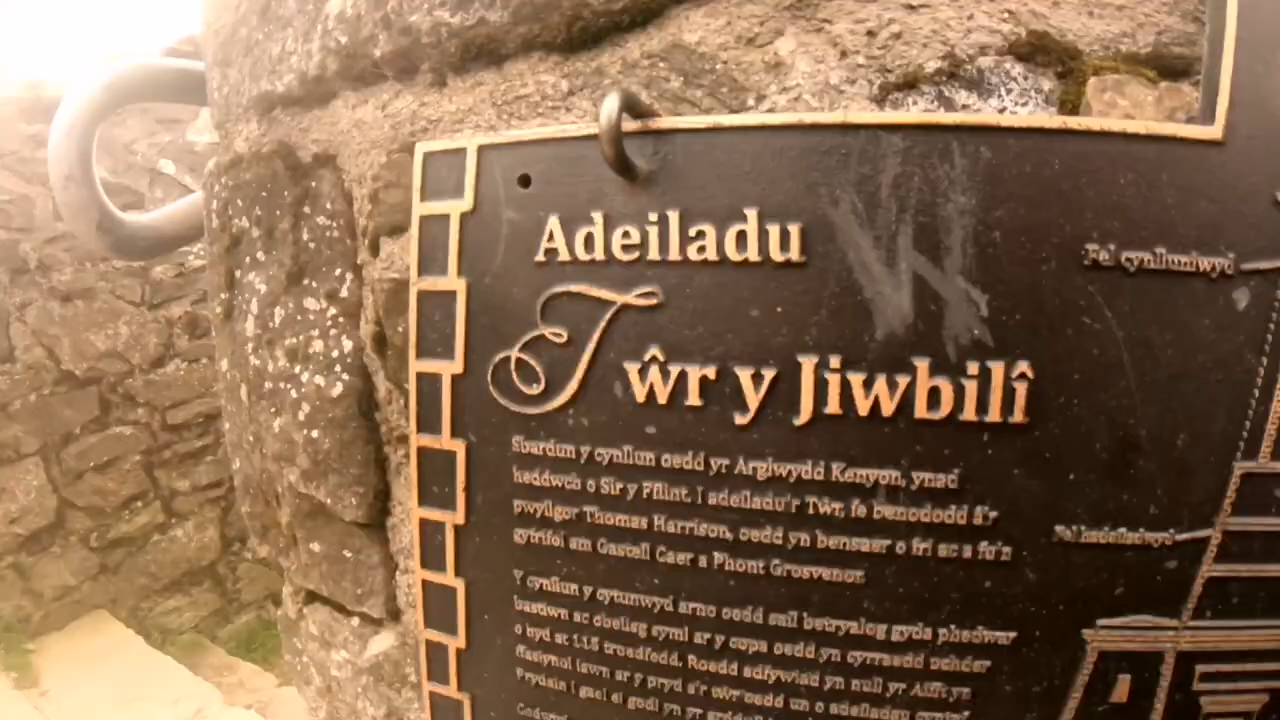 Adeiladu
Tŵr y Jiwbilî
Fel cynlluniwyd
Sbardun y cynllun oedd yr Arglwydd Kenyon, ynad
heddwch o Sir y Fflint. I adeiladu'r Tŵr, fe benododd â'r
pwyllgor Thomas Harrison, oedd yn bensaer o fri ac a fu'n
gyfrifol am Gastell Caer a Phont Grosvenor.
Y cynllun y cytunwyd arno oedd sail betryalog gyda phedwar
bastiwn ac obelisg syml ar y copa oedd yn cyrraedd uchder
o hyd at 115 troedfedd. Roedd adfywiad yn null yr Aifft yn
ffasiynol iawn ar y pryd a'r tŵr oedd un o adeiladau cyntaf
Prydain i gael ei godi yn yr